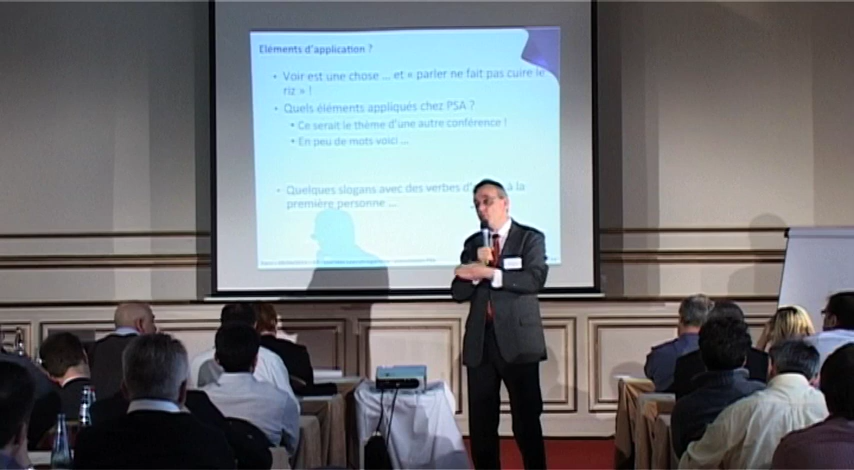 Eléments d'application ?
• Voir est une chose ... et « parler ne fait pas cuire le
riz » !
• Quels éléments appliqués chez PSA ?
• Ce serait le thème d'une autre conférence !
• En peu de mots voici ...
• Quelques slogans avec des verbes d' à la
première personne ...